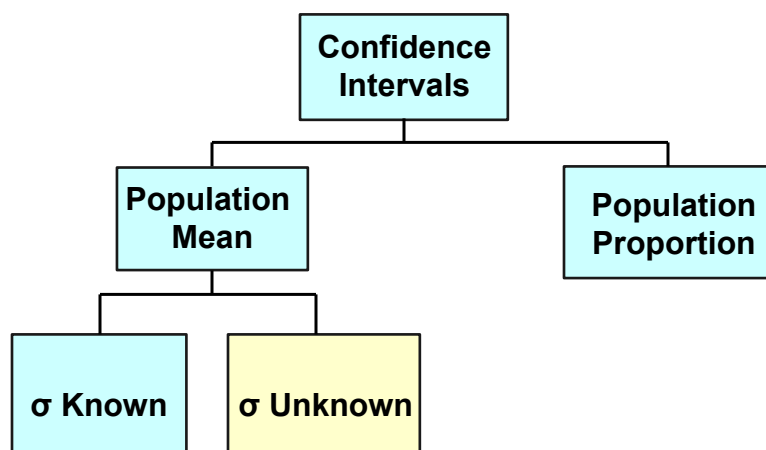 Confidence
Intervals
Population
Mean
Population
Proportion
σ Known
σ Unknown